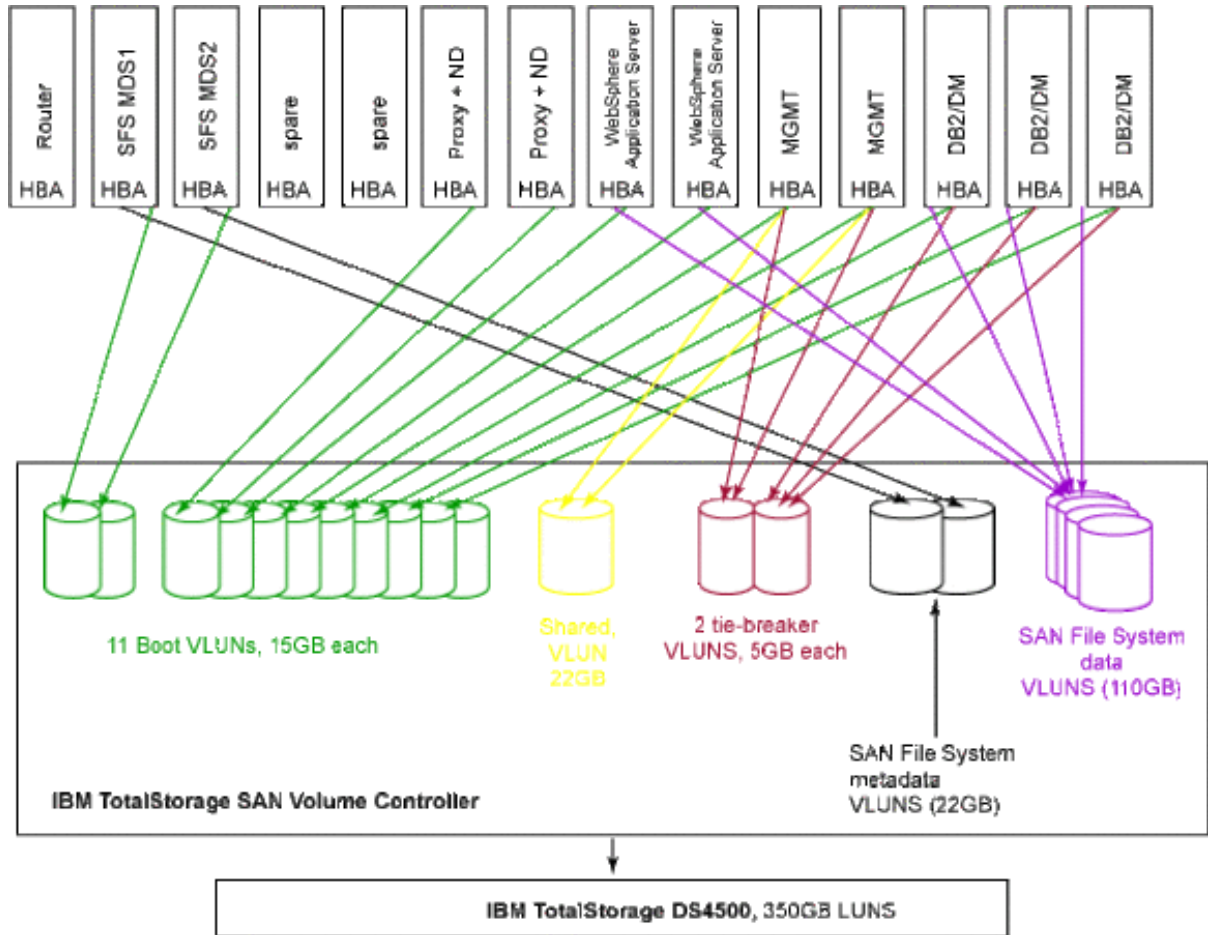 Router
SFS MDS1
SFS MDS2
spare
spare
Proxy + ND
Proxy + ND
WebSphere
Application Server
WebSphere
Application Server
MGMT
MGMT
DB2/DM
DB2/DM
DB2/DM
HBA
HBA
HBA
HBA
HBA
HBA
HBA
HBA
HBA
HBA
HBA
HBA
HBA
HBA
11 Boot VLUNs, 15GB each
Shared,
VLUN
22GB
2 tie-breaker
VLUNS, 5GB each
SAN File System
data
VLUNS (110GB)
SAN File System
metadata
VLUNS (22GB)
IBM TotalStorage SAN Volume Controller
IBM TotalStorage DS4500, 350GB LUNS